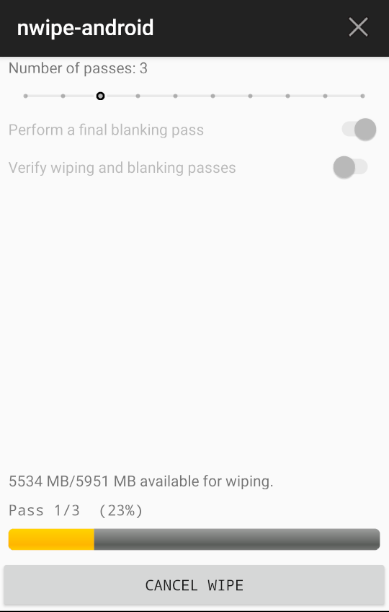 nwipe-android
Number of passes: 3
Perform a final blanking pass
Verify wiping and blanking passes
5534 MB/5951 MB available for wiping.
Pass 1/3  (23%)
CANCEL WIPE